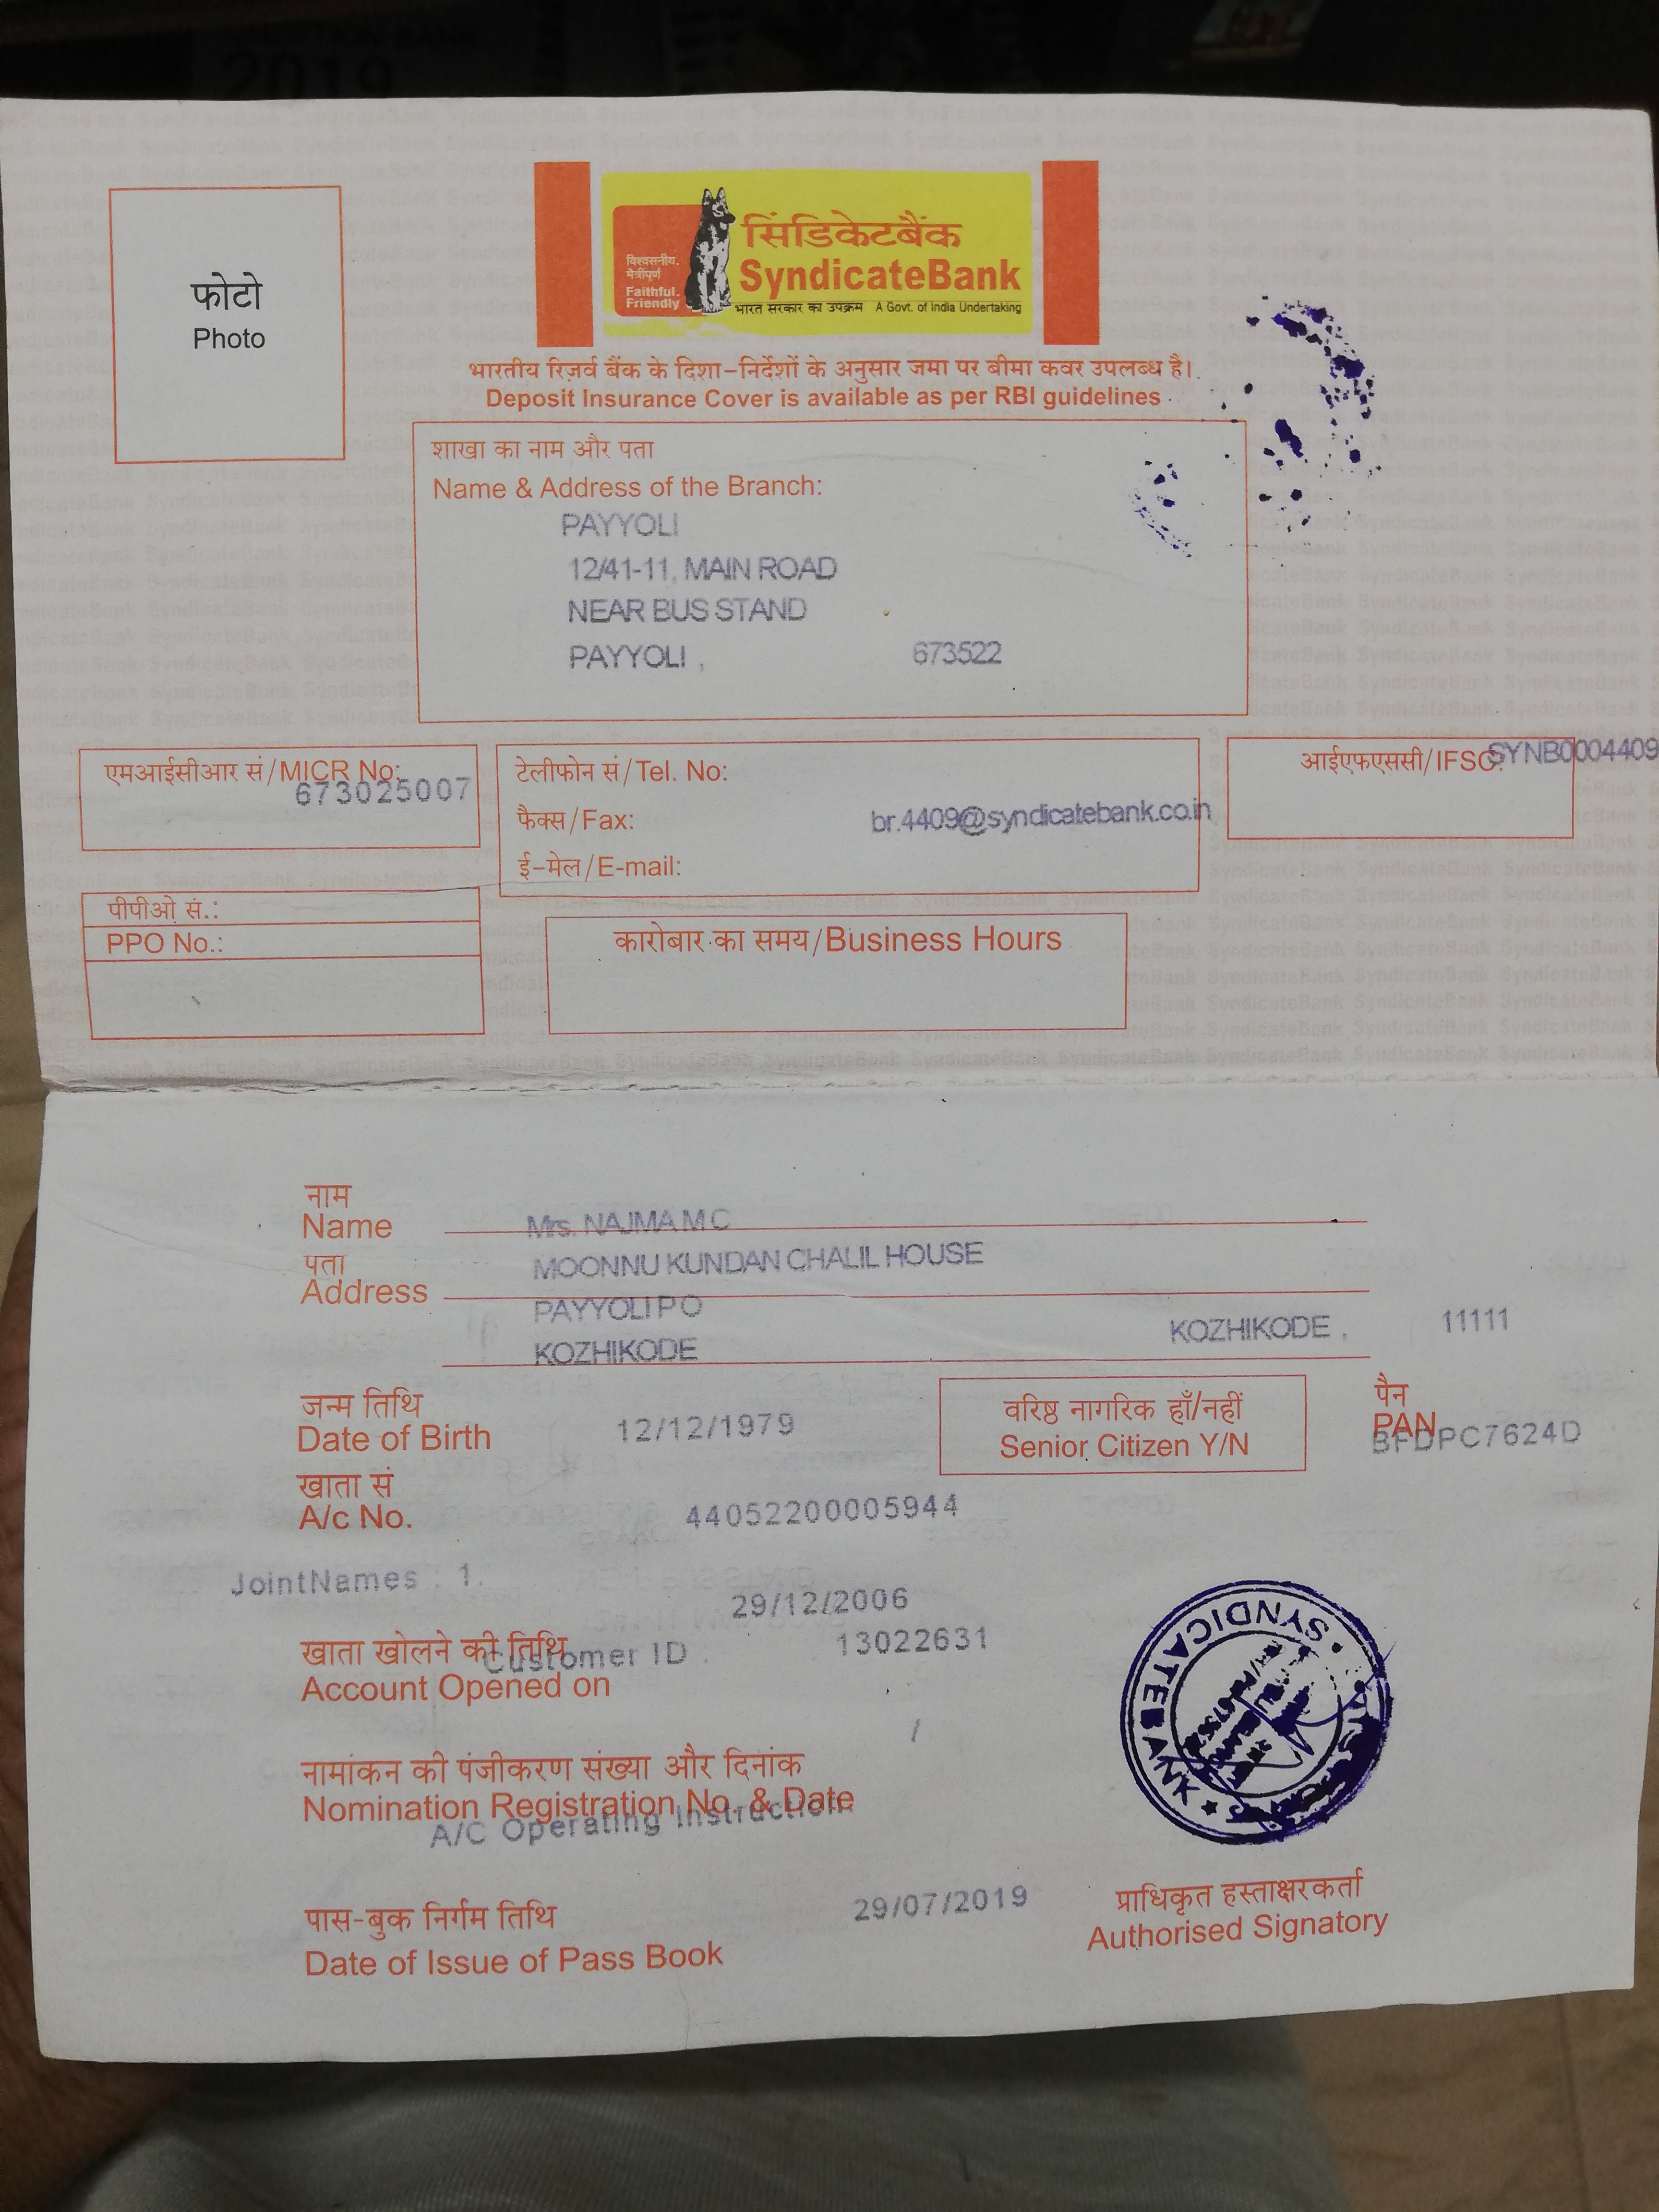 2019
फोटो
Photo
सिंडिकेटबैंक
SyndicateBank
विश्वसनीय. मैत्रीपूर्ण
Faithful. Friendly
भारत सरकार का उपक्रम A Govt. of India Undertaking
भारतीय रिज़र्व बैंक के दिशा-निर्देशों के अनुसार जमा पर बीमा कवर उपलब्ध है।
Deposit Insurance Cover is available as per RBI guidelines
शाखा का नाम और पता
Name & Address of the Branch:
PAYYOLI
12/41-11, MAIN ROAD
NEAR BUS STAND
PAYYOLI , 673522
एमआईसीआर सं/MICR No:
673025007
टेलीफोन सं/Tel. No:
फैक्स/Fax:
br.4409@syndicatebank.co.in
ई-मेल/E-mail:
आईएफएससी/IFSC: SYNB0004409
पीपीओ सं.:
PPO No.:
कारोबार का समय/Business Hours
नाम
Name Mrs. NAJMA M C
पता
Address MOONNU KUNDAN CHALIL HOUSE
PAYYOLI P O
KOZHIKODE KOZHIKODE , 11111
जन्म तिथि
Date of Birth 12/12/1979
वरिष्ठ नागरिक हाँ/नहीं
Senior Citizen Y/N
पैन
PAN
BFDPC7624D
खाता सं
A/c No. 44052200005944
JointNames : 1.
29/12/2006
खाता खोलने की तिथि
Customer ID : 13022631
Account Opened on
नामांकन की पंजीकरण संख्या और दिनांक
Nomination Registration No. & Date
A/C Operating Instruction:
SYNDICATEBANK
पास-बुक निर्गम तिथि
Date of Issue of Pass Book 29/07/2019
प्राधिकृत हस्ताक्षरकर्ता
Authorised Signatory